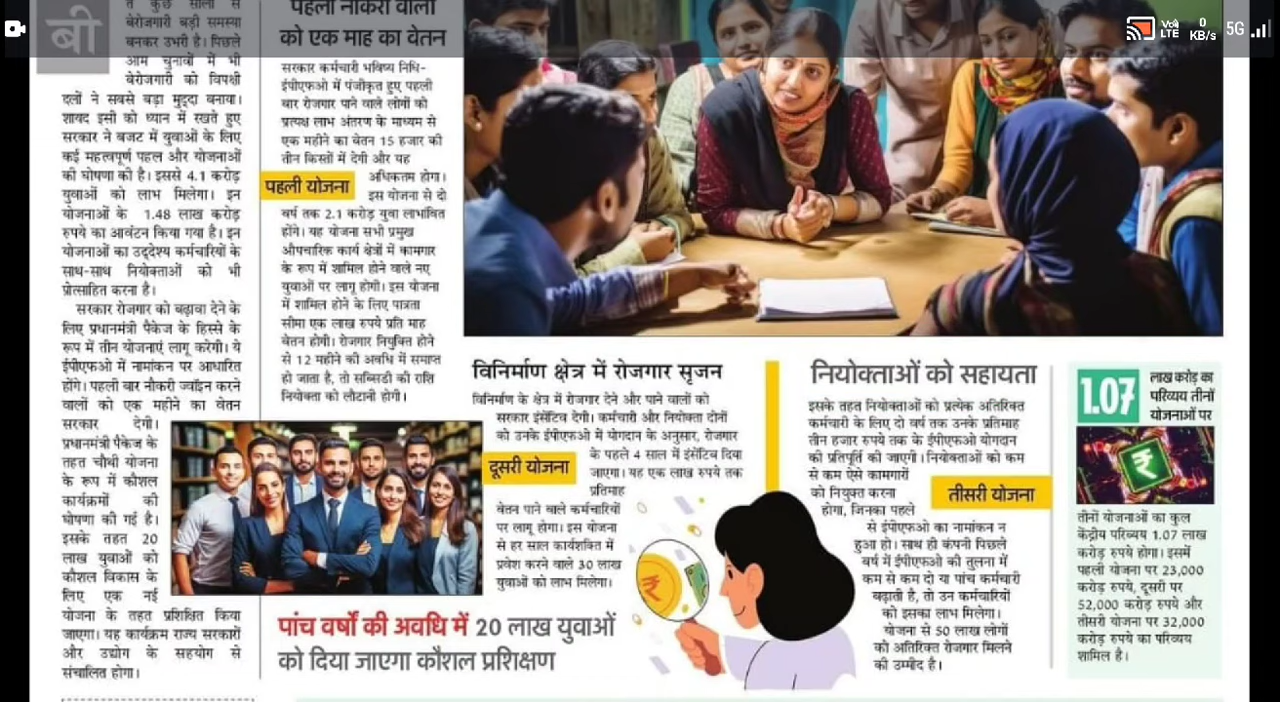 Vo) LTE
0 KB/s
5G
बी
ते कुछ सालों से
बेरोजगारी बड़ी समस्या
बनकर उभरी है। पिछले
आम चुनावों में भी
बेरोजगारी को विपक्षी
दलों ने सबसे बड़ा मुद्दा बनाया।
शायद इसी को ध्यान में रखते हुए
सरकार ने बजट में युवाओं के लिए
कई महत्वपूर्ण पहल और योजनाओं
की घोषणा की है। इससे 4.1 करोड़
युवाओं को लाभ मिलेगा। इन
योजनाओं के 1.48 लाख करोड़
रुपये का आवंटन किया गया है। इन
योजनाओं का उद्देश्य कर्मचारियों के
साथ-साथ नियोक्ताओं को भी
प्रोत्साहित करना है।
सरकार रोजगार को बढ़ावा देने के
लिए प्रधानमंत्री पैकेज के हिस्से के
रूप में तीन योजनाएं लागू करेगी। ये
ईपीएफओ में नामांकन पर आधारित
होंगे। पहली बार नौकरी ज्वॉइन करने
वालों को एक महीने का वेतन
सरकार देगी।
प्रधानमंत्री पैकेज के
तहत चौथी योजना
के रूप में कौशल
कार्यक्रमों की
घोषणा की गई है।
इसके तहत 20
लाख युवाओं को
कौशल विकास के
लिए एक नई
योजना के तहत प्रशिक्षित किया
जाएगा। यह कार्यक्रम राज्य सरकारों
और उद्योग के सहयोग से
संचालित होगा।
पहली नौकरी वालों
को एक माह का वेतन
सरकार कर्मचारी भविष्य निधि-
ईपीएफओ में पंजीकृत हुए पहली
बार रोजगार पाने वाले लोगों को
प्रत्यक्ष लाभ अंतरण के माध्यम से
एक महीने का वेतन 15 हजार की
तीन किस्तों में देगी और यह
पहली योजना
अधिकतम होगा।
इस योजना से दो
वर्ष तक 2.1 करोड़ युवा लाभांवित
होंगे। यह योजना सभी प्रमुख
औपचारिक कार्य क्षेत्रों में कामगार
के रूप में शामिल होने वाले नए
युवाओं पर लागू होगी। इस योजना
में शामिल होने के लिए पात्रता
सीमा एक लाख रुपये प्रति माह
वेतन होगी। रोजगार नियुक्ति होने
से 12 महीने की अवधि में समाप्त
हो जाता है, तो सब्सिडी की राशि
नियोक्ता को लौटानी होगी।
विनिर्माण क्षेत्र में रोजगार सृजन
विनिर्माण के क्षेत्र में रोजगार देने और पाने वालों को
सरकार इंसेंटिव देगी। कर्मचारी और नियोक्ता दोनों
को उनके ईपीएफओ में योगदान के अनुसार, रोजगार
के पहले 4 साल में इंसेंटिव दिया
दूसरी योजना
जाएगा। यह एक लाख रुपये तक
प्रतिमाह
वेतन पाने वाले कर्मचारियों
पर लागू होगा। इस योजना
से हर साल कार्यशक्ति में
प्रवेश करने वाले 30 लाख
युवाओं को लाभ मिलेगा।
पांच वर्षों की अवधि में 20 लाख युवाओं
को दिया जाएगा कौशल प्रशिक्षण
नियोक्ताओं को सहायता
इसके तहत नियोक्ताओं को प्रत्येक अतिरिक्त
कर्मचारी के लिए दो वर्ष तक उनके प्रतिमाह
तीन हजार रुपये तक के ईपीएफओ योगदान
की प्रतिपूर्ति की जाएगी। नियोक्ताओं को कम
से कम ऐसे कामगारों
को नियुक्त करना
तीसरी योजना
होगा, जिनका पहले
से ईपीएफओ का नामांकन न
हुआ हो। साथ ही कंपनी पिछले
वर्ष में ईपीएफओ की तुलना में
कम से कम दो या पांच कर्मचारी
बढ़ाती है, तो उन कर्मचारियों
को इसका लाभ मिलेगा।
योजना से 50 लाख लोगों
को अतिरिक्त रोजगार मिलने
की उम्मीद है।
1.07
लाख करोड़ का
परिव्यय तीनों
योजनाओं पर
तीनों योजनाओं का कुल
केंद्रीय परिव्यय 1.07 लाख
करोड़ रुपये होगा। इसमें
पहली योजना पर 23,000
करोड़ रुपये, दूसरी पर
52,000 करोड़ रुपये और
तीसरी योजना पर 32,000
करोड़ रुपये का परिव्यय
शामिल है।